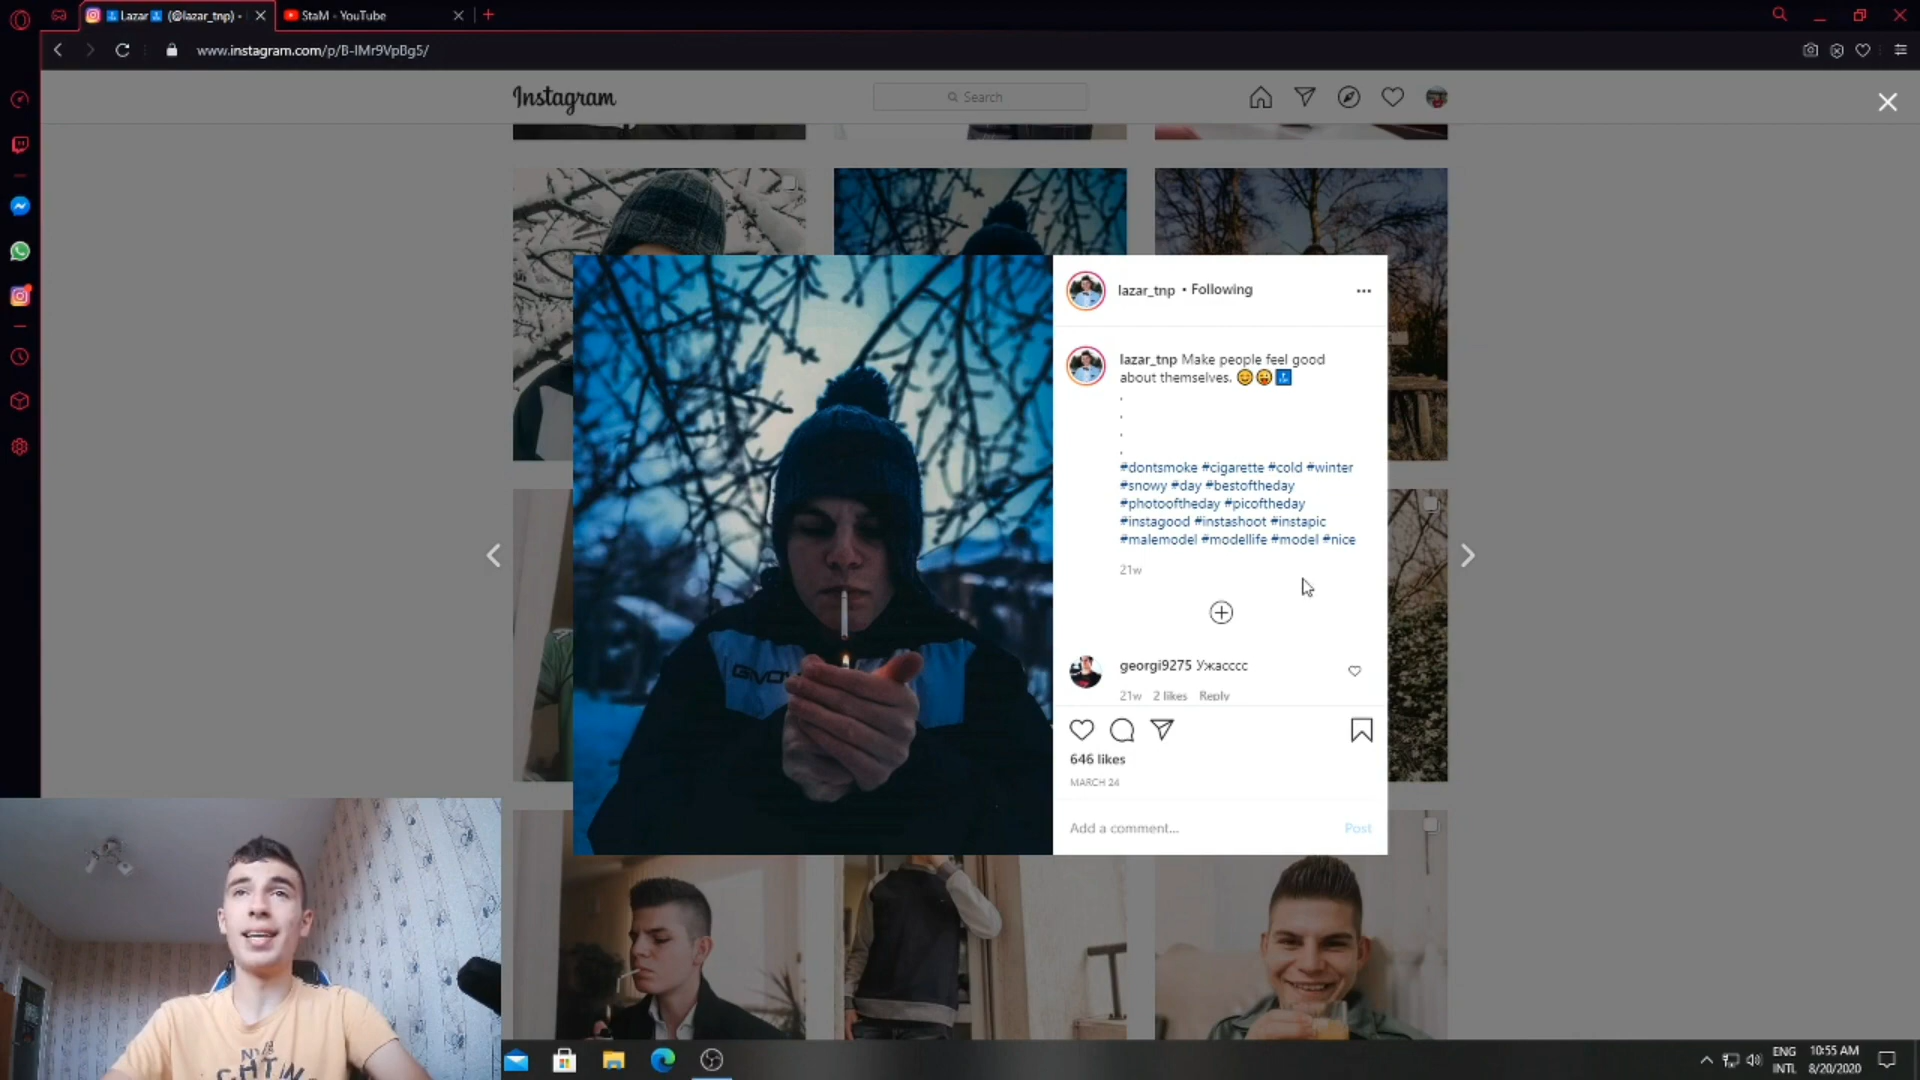 Lazar (@lazar_tnp) -
StaM - YouTube
www.instagram.com/p/B-IMr9VpBg5/
Instagram
Search
lazar_tnp • Following
lazar_tnp Make people feel good
about themselves. 😊😜
.
.
.
.
#dontsmoke #cigarette #cold #winter
#snowy #day #bestoftheday
#photooftheday #picoftheday
#instagood #instashoot #instapic
#malemodel #modellife #model #nice
21w
georgi9275 Ужасссс
21w 2 likes Reply
646 likes
MARCH 24
Add a comment... Post
GIVOVA
ENG
INTL
10:55 AM
8/20/2020